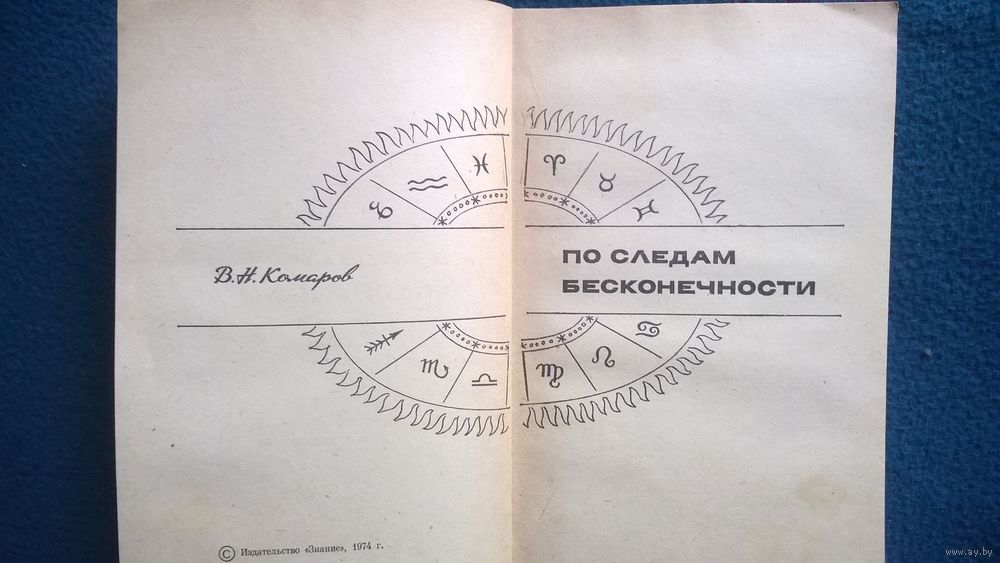 В. Н. Комаров
ПО СЛЕДАМ
БЕСКОНЕЧНОСТИ
© Издательство «Знание», 1974 г.
www.ay.by